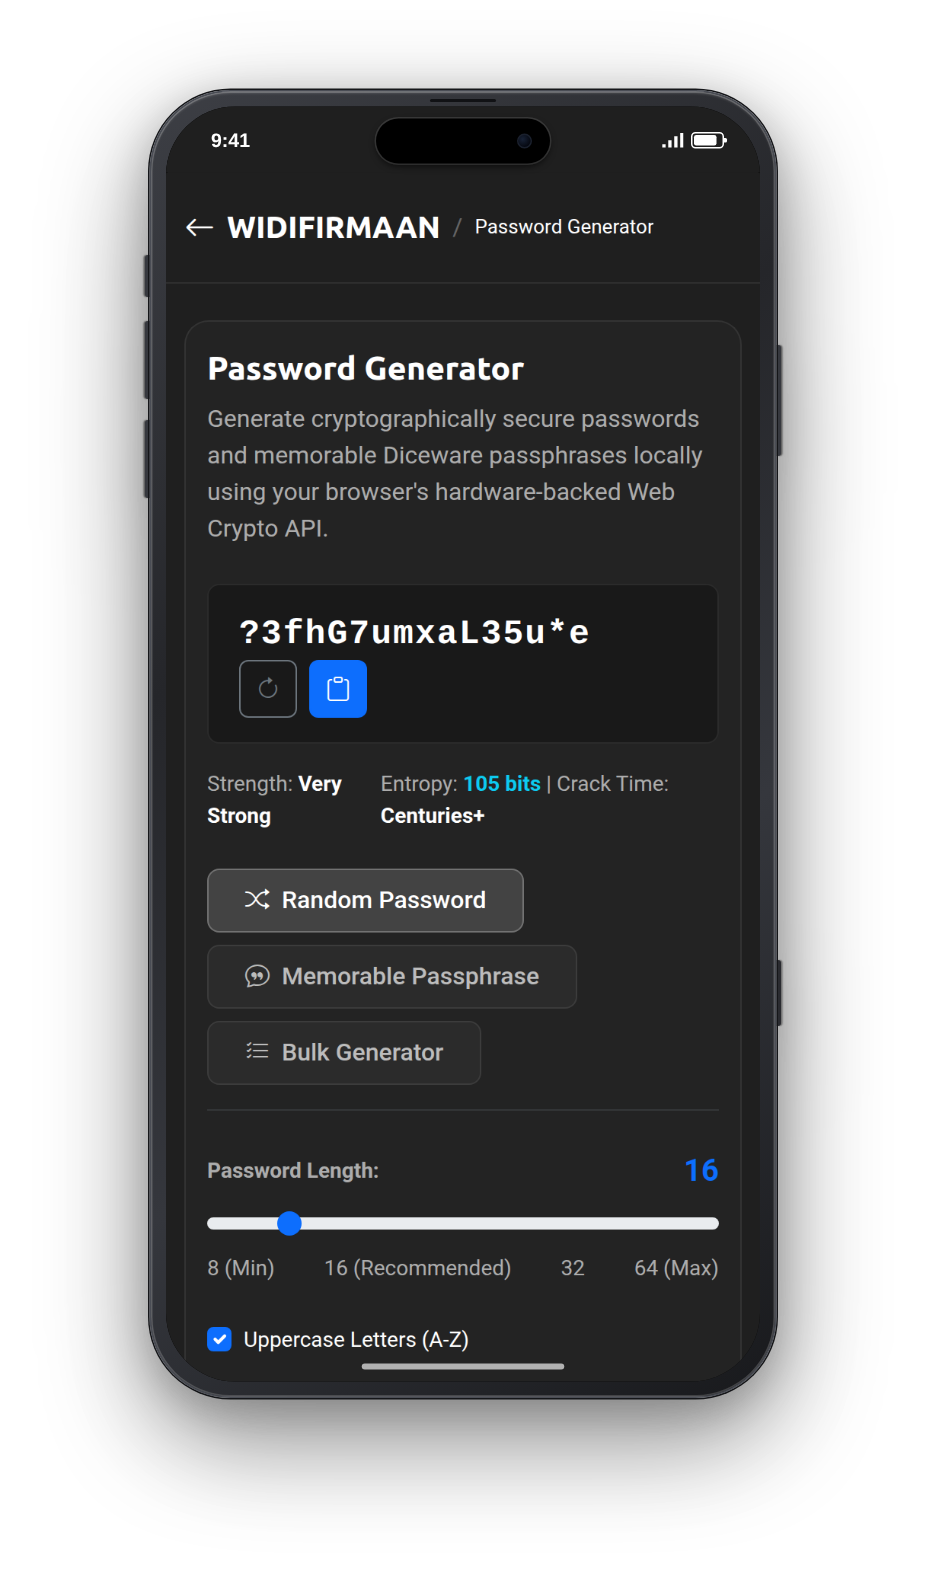 9:41
WIDIFIRMAAN / Password Generator
Password Generator
Generate cryptographically secure passwords
and memorable Diceware passphrases locally
using your browser's hardware-backed Web
Crypto API.
?3fhG7umxaL35u*e
Strength: Very
Strong
Entropy: 105 bits | Crack Time:
Centuries+
Random Password
Memorable Passphrase
Bulk Generator
Password Length: 16
8 (Min) 16 (Recommended) 32 64 (Max)
Uppercase Letters (A-Z)